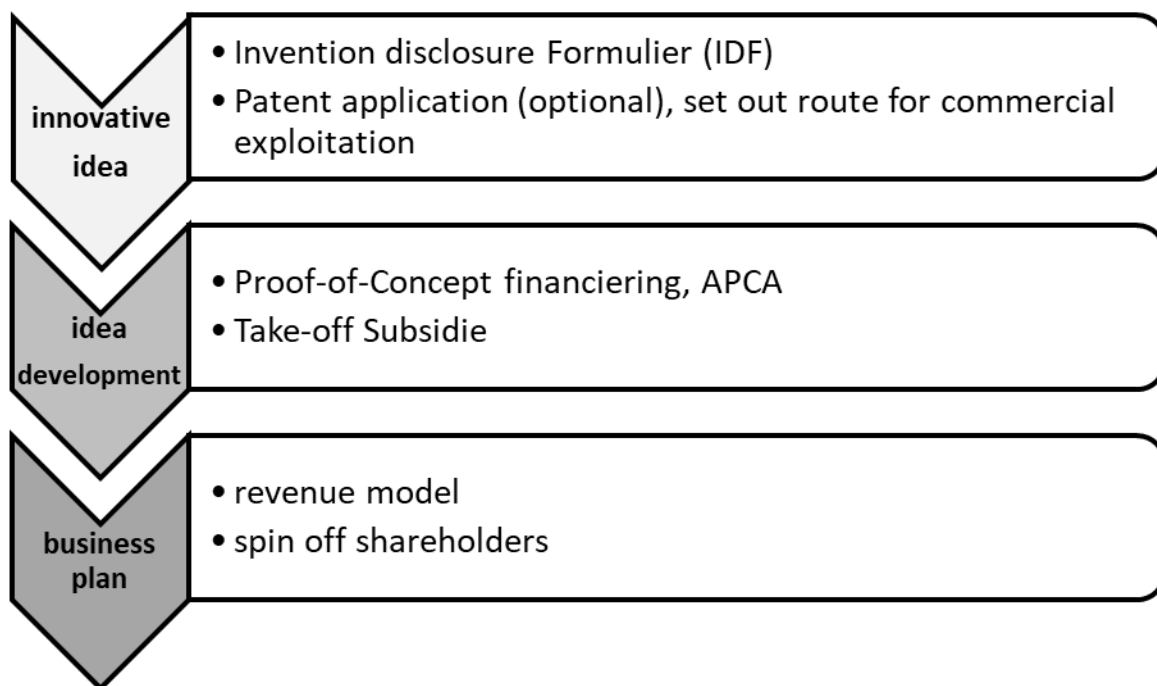 innovative
idea
• Invention disclosure Formulier (IDF)
• Patent application (optional), set out route for commercial
exploitation
idea
development
• Proof-of-Concept financiering, APCA
• Take-off Subsidie
business
plan
• revenue model
• spin off shareholders